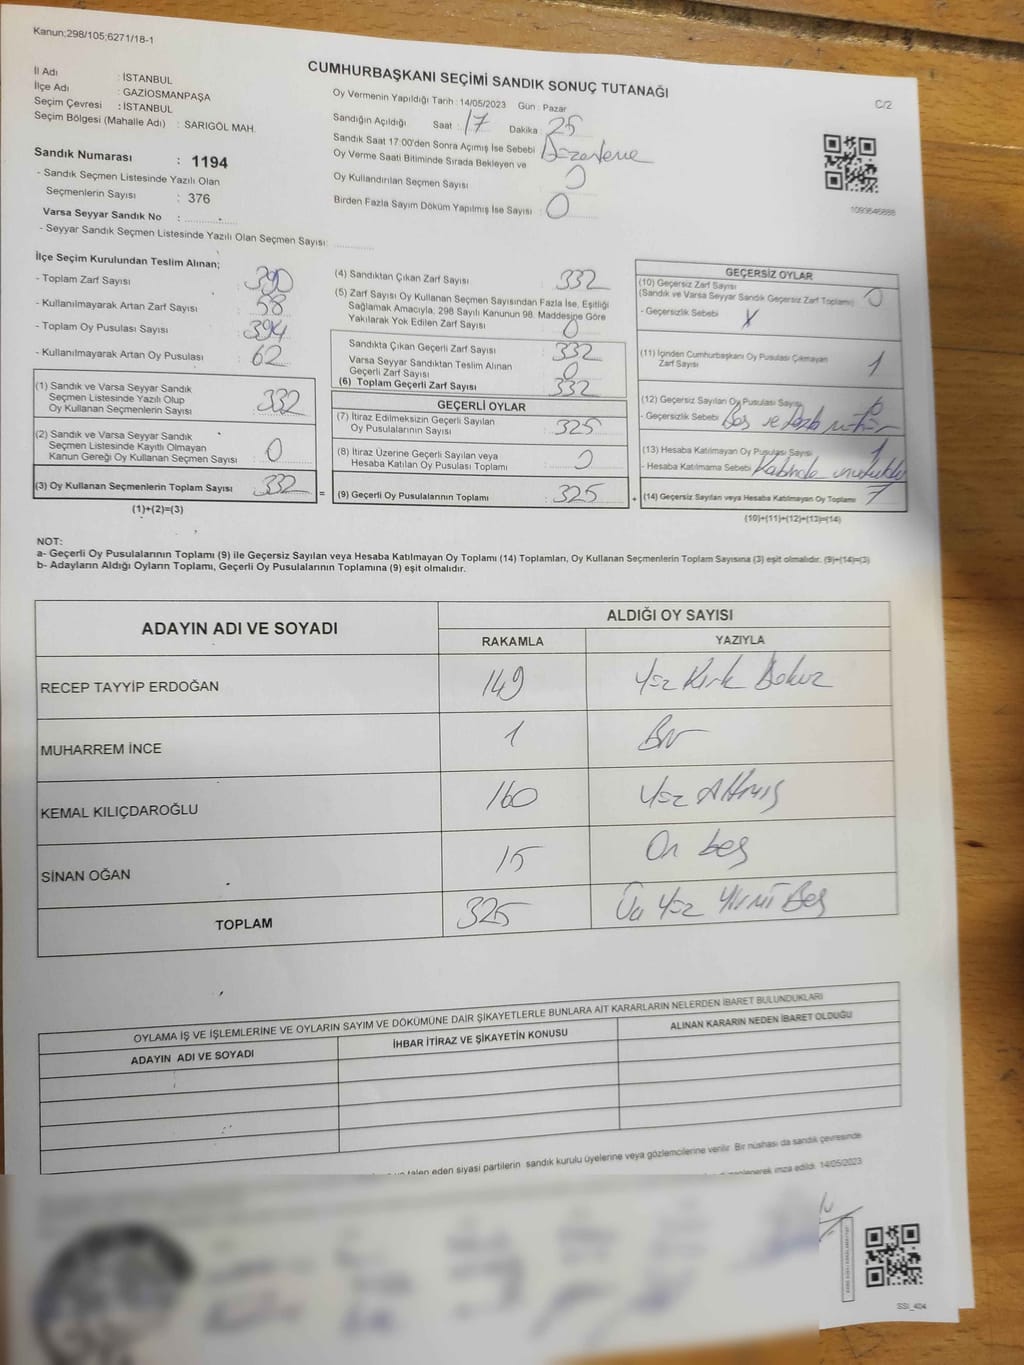 Kanun;298/105;6271/18-1
CUMHURBAŞKANI SEÇİMİ SANDIK SONUÇ TUTANAĞI
C/2
İl Adı : İSTANBUL
İlçe Adı : GAZİOSMANPAŞA
Seçim Çevresi : İSTANBUL
Seçim Bölgesi (Mahalle Adı) : SARIGÖL MAH.
Sandık Numarası : 1194
- Sandık Seçmen Listesinde Yazılı Olan
Seçmenlerin Sayısı : 376
Varsa Seyyar Sandık No :
- Seyyar Sandık Seçmen Listesinde Yazılı Olan Seçmen Sayısı:
Oy Vermenin Yapıldığı Tarih : 14/05/2023 Gün : Pazar
Sandığın Açıldığı Saat : 17 Dakika : 25
Sandık Saat 17:00'den Sonra Açılmış İse Sebebi
Oy Verme Saati Bitiminde Sırada Bekleyen ve
Oy Kullandırılan Seçmen Sayısı : 0
Birden Fazla Sayım Döküm Yapılmış İse Sayısı : 0
1093646688
İlçe Seçim Kurulundan Teslim Alınan;
- Toplam Zarf Sayısı : 390
- Kullanılmayarak Artan Zarf Sayısı : 58
- Toplam Oy Pusulası Sayısı : 394
- Kullanılmayarak Artan Oy Pusulası : 62
(1) Sandık ve Varsa Seyyar Sandık
Seçmen Listesinde Yazılı Olup
Oy Kullanan Seçmenlerin Sayısı : 332
(2) Sandık ve Varsa Seyyar Sandık
Seçmen Listesinde Kayıtlı Olmayan
Kanun Gereği Oy Kullanan Seçmen Sayısı : 0
(3) Oy Kullanan Seçmenlerin Toplam Sayısı : 332
(1)+(2)=(3)
(4) Sandıktan Çıkan Zarf Sayısı : 332
(5) Zarf Sayısı Oy Kullanan Seçmen Sayısından Fazla İse, Eşitliği
Sağlamak Amacıyla, 298 Sayılı Kanunun 98. Maddesine Göre
Yakılarak Yok Edilen Zarf Sayısı : 0
Sandıkta Çıkan Geçerli Zarf Sayısı : 332
Varsa Seyyar Sandıktan Teslim Alınan
Geçerli Zarf Sayısı : 0
(6) Toplam Geçerli Zarf Sayısı : 332
GEÇERLİ OYLAR
(7) İtiraz Edilmeksizin Geçerli Sayılan
Oy Pusulalarının Sayısı : 325
(8) İtiraz Üzerine Geçerli Sayılan veya
Hesaba Katılan Oy Pusulası Toplamı : 0
= (9) Geçerli Oy Pusulalarının Toplamı : 325
GEÇERSİZ OYLAR
(10) Geçersiz Zarf Sayısı : 0
(Sandık ve Varsa Seyyar Sandık Geçersiz Zarf Toplamı)
- Geçersizlik Sebebi X
(11) İçinden Cumhurbaşkanı Oy Pusulası Çıkmayan
Zarf Sayısı 1
(12) Geçersiz Sayılan Oy Pusulası Sayısı
- Geçersizlik Sebebi Boş ve fazla mühür
(13) Hesaba Katılmayan Oy Pusulası Sayısı 1
- Hesaba Katılmama Sebebi Kabinde unutuldu
+ (14) Geçersiz Sayılan veya Hesaba Katılmayan Oy Toplamı 7
(10)+(11)+(12)+(13)=(14)
NOT:
a- Geçerli Oy Pusulalarının Toplamı (9) ile Geçersiz Sayılan veya Hesaba Katılmayan Oy Toplamı (14) Toplamları, Oy Kullanan Seçmenlerin Toplam Sayısına (3) eşit olmalıdır. (9)+(14)=(3)
b- Adayların Aldığı Oyların Toplamı, Geçerli Oy Pusulalarının Toplamına (9) eşit olmalıdır.
ADAYIN ADI VE SOYADI
ALDIĞI OY SAYISI
RAKAMLA YAZIYLA
RECEP TAYYİP ERDOĞAN 149 Yüz Kırk Dokuz
MUHARREM İNCE 1 Bir
KEMAL KILIÇDAROĞLU 160 Yüz Altmış
SİNAN OĞAN 15 On beş
TOPLAM 325 Üç Yüz Yirmi Beş
OYLAMA İŞ VE İŞLEMLERİNE VE OYLARIN SAYIM VE DÖKÜMÜNE DAİR ŞİKAYETLERLE BUNLARA AİT KARARLARIN NELERDEN İBARET BULUNDUKLARI
ADAYIN ADI VE SOYADI İHBAR İTİRAZ VE ŞİKAYETİN KONUSU ALINAN KARARIN NEDEN İBARET OLDUĞU
talep eden siyasi partilerin sandık kurulu üyelerine veya gözlemcilerine verilir. Bir nüshası da sandık çevresinde
düzenlenerek imza edildi. 14/05/2023
SSI_404